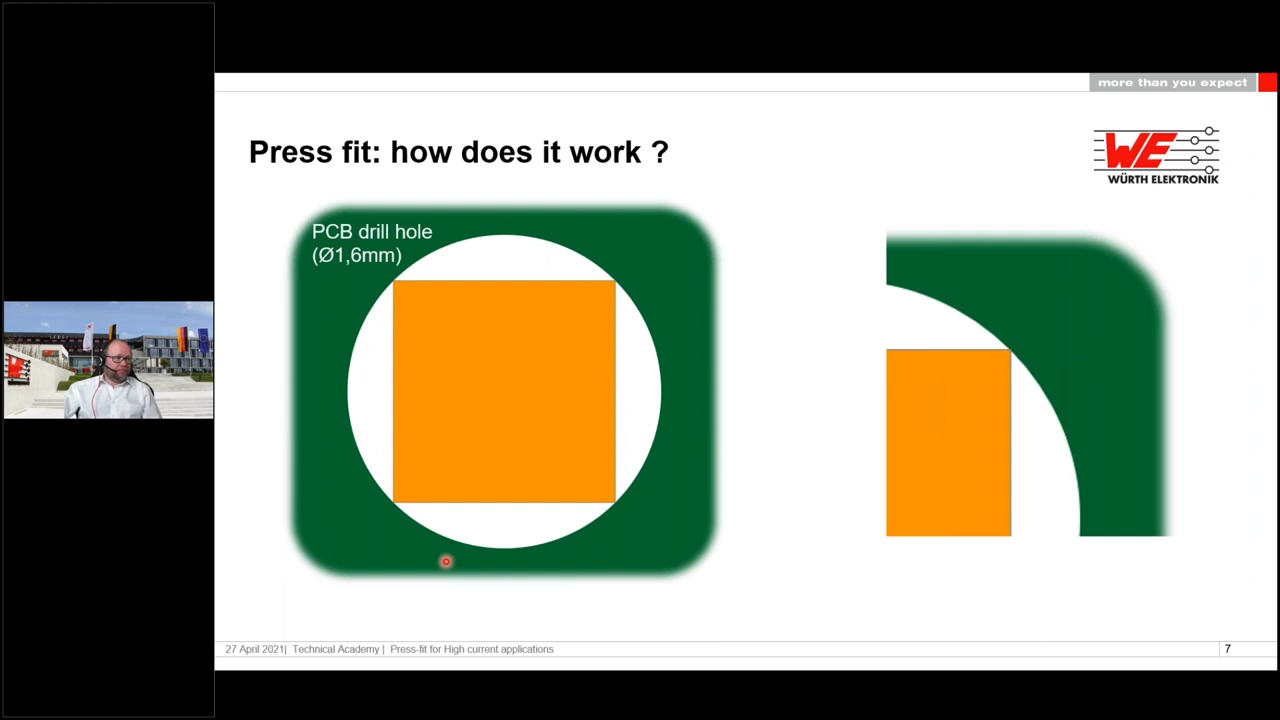 more than you expect
Press fit: how does it work ?
WE
WÜRTH ELEKTRONIK
PCB drill hole
(Ø1,6mm)
27 April 2021| Technical Academy | Press-fit for High current applications
7